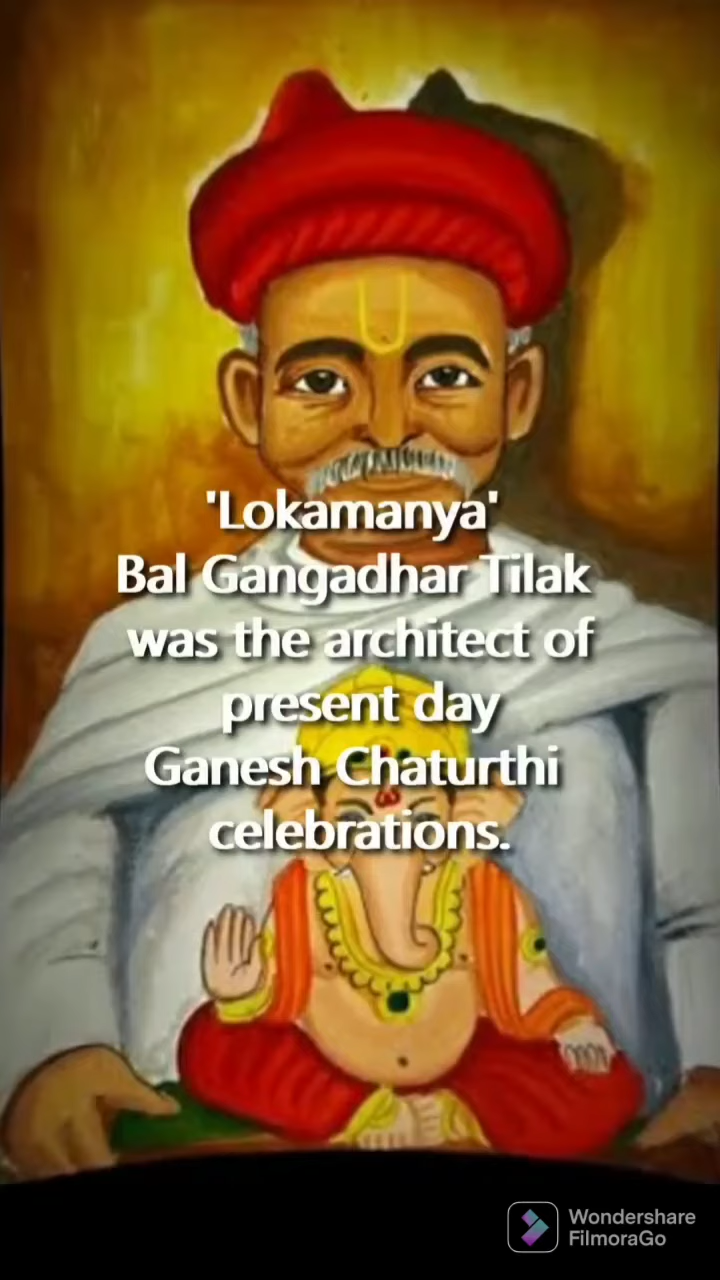 'Lokamanya'
Bal Gangadhar Tilak
was the architect of
present day
Ganesh Chaturthi
celebrations.
Wondershare
FilmoraGo